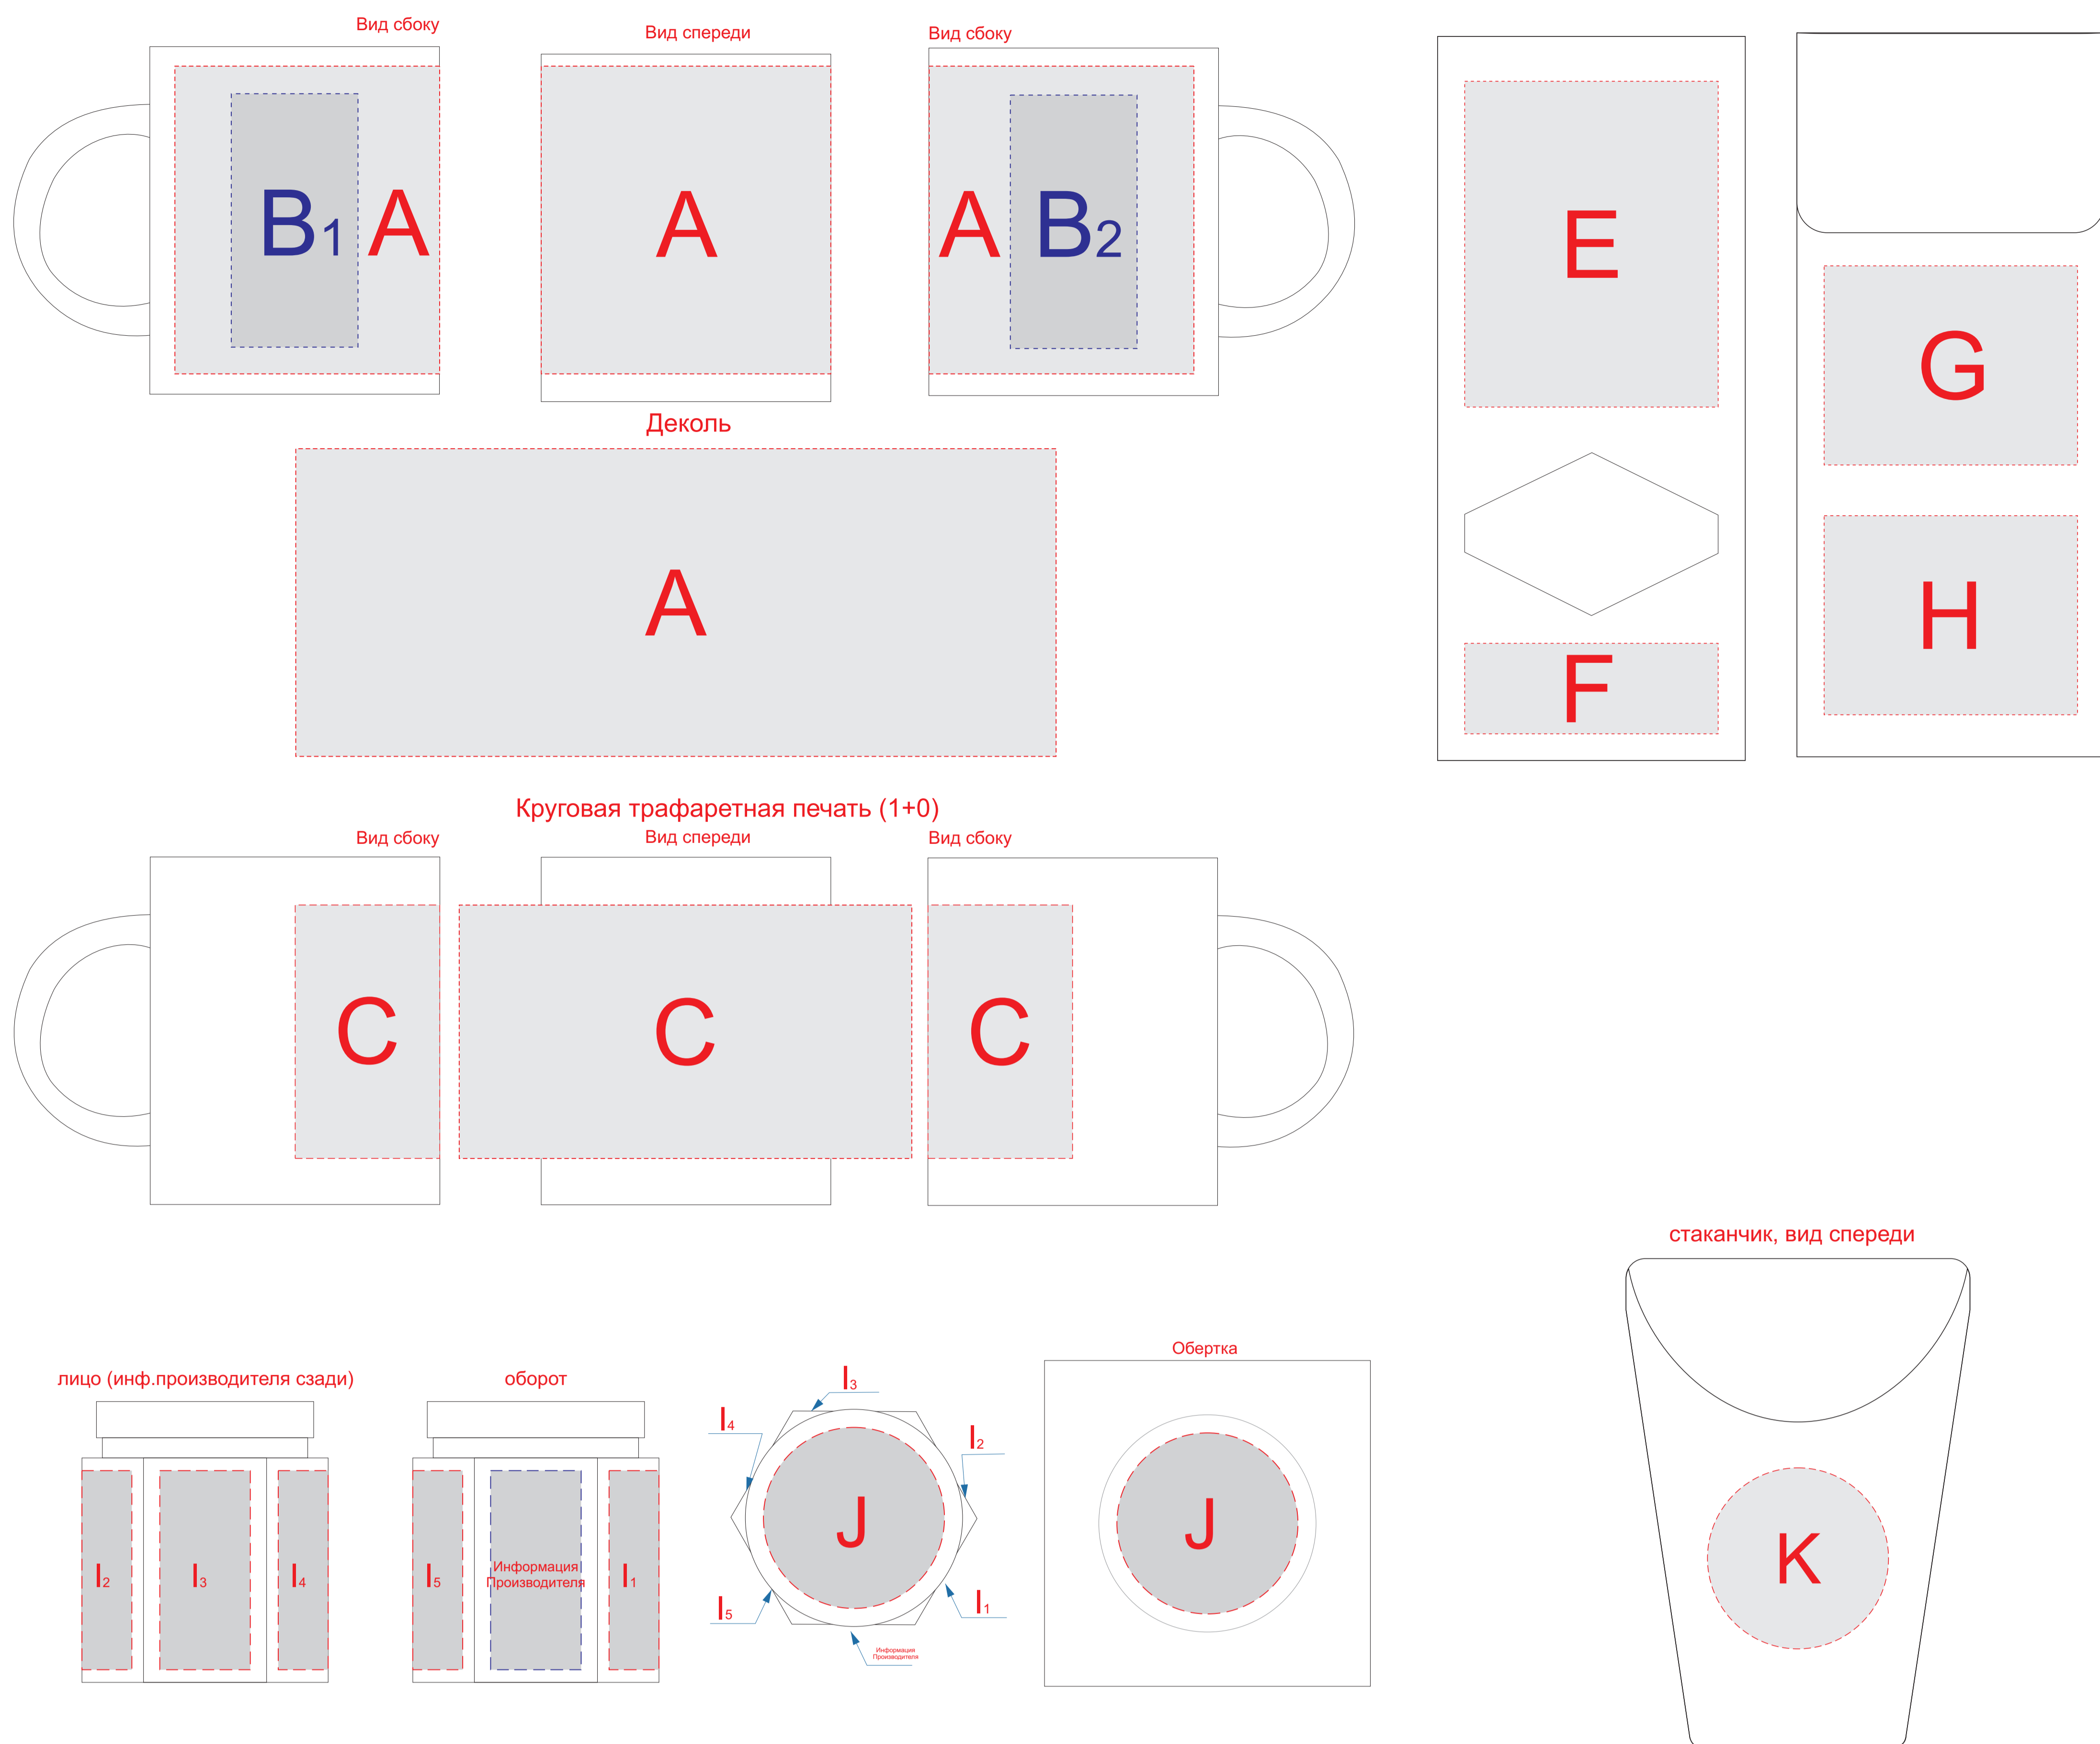 Вид сбоку
Вид спереди
Вид сбоку
B1 A
A
A B2
E
G
Деколь
A
H
F
Круговая трафаретная печать (1+0)
Вид сбоку
Вид спереди
Вид сбоку
C
C
C
стаканчик, вид спереди
K
лицо (инф.производителя сзади)
I2
I3
I4
оборот
I5
Информация
Производителя
I1
I3
I4
I2
J
I5
I1
Информация
Производителя
Обертка
J